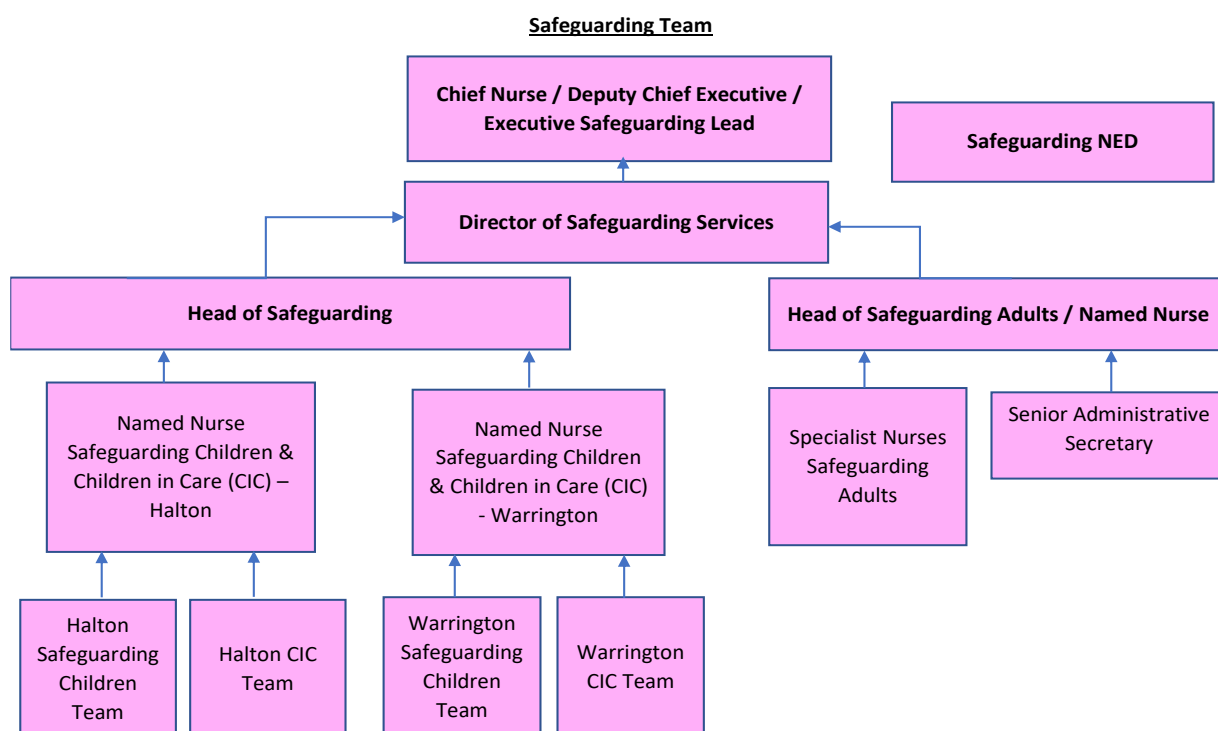 Safeguarding Team
Chief Nurse / Deputy Chief Executive /
Executive Safeguarding Lead
Safeguarding NED
Director of Safeguarding Services
Head of Safeguarding
Head of Safeguarding Adults / Named Nurse
Named Nurse
Safeguarding Children &
Children in Care (CIC) –
Halton
Named Nurse
Safeguarding Children
& Children in Care (CIC)
- Warrington
Specialist Nurses
Safeguarding
Adults
Senior Administrative
Secretary
Halton
Safeguarding
Children
Team
Halton CIC
Team
Warrington
Safeguarding
Children
Team
Warrington
CIC Team